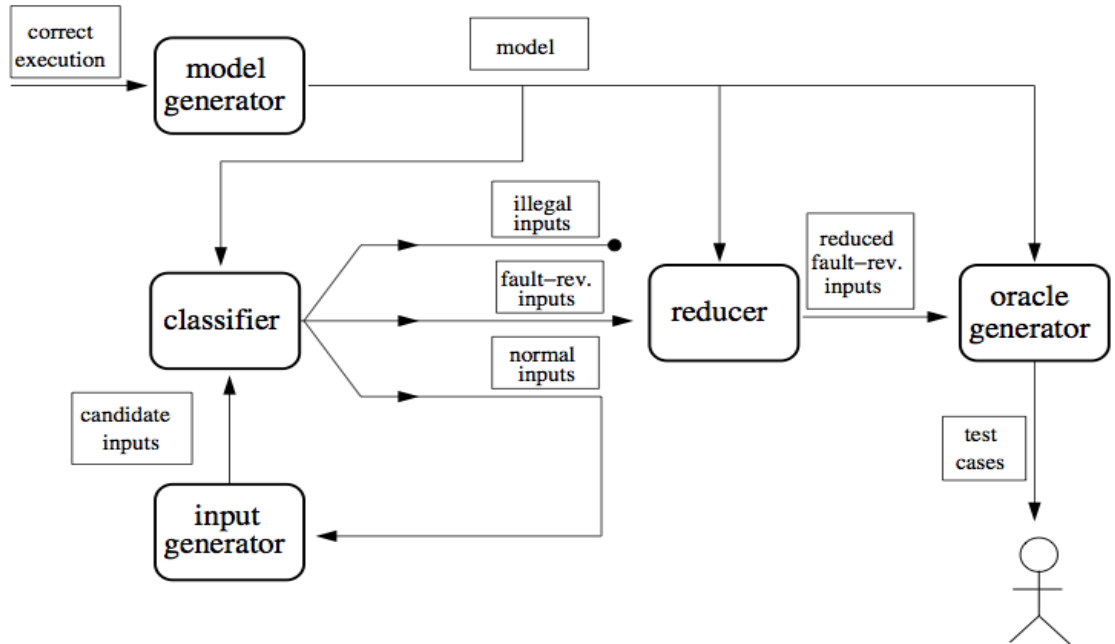 correct
execution
model
generator
model
illegal
inputs
fault-rev.
inputs
normal
inputs
classifier
reducer
reduced
fault-rev.
inputs
oracle
generator
candidate
inputs
input
generator
test
cases